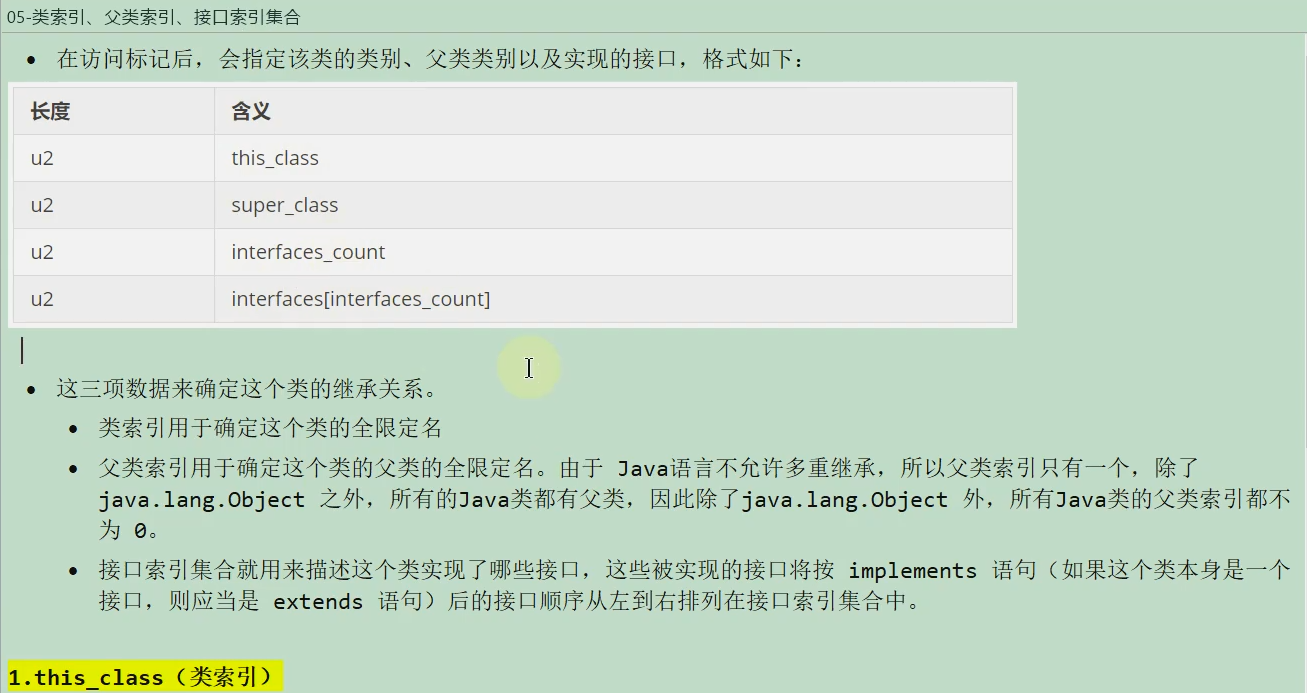 05-类索引、父类索引、接口索引集合
• 在访问标记后，会指定该类的类别、父类类别以及实现的接口，格式如下：
长度 含义
u2 this_class
u2 super_class
u2 interfaces_count
u2 interfaces[interfaces_count]
• 这三项数据来确定这个类的继承关系。
• 类索引用于确定这个类的全限定名
• 父类索引用于确定这个类的父类的全限定名。由于 Java语言不允许多重继承，所以父类索引只有一个，除了
java.lang.Object 之外，所有的Java类都有父类，因此除了java.lang.Object 外，所有Java类的父类索引都不
为 0。
• 接口索引集合就用来描述这个类实现了哪些接口，这些被实现的接口将按 implements 语句（如果这个类本身是一个
接口，则应当是 extends 语句）后的接口顺序从左到右排列在接口索引集合中。
1.this_class（类索引）